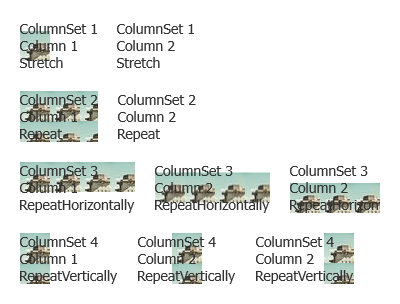 ColumnSet 1
Column 1
Stretch
ColumnSet 1
Column 2
Stretch
ColumnSet 2
Column 1
Repeat
ColumnSet 2
Column 2
Repeat
ColumnSet 3
Column 1
RepeatHorizontally
ColumnSet 3
Column 2
RepeatHorizontally
ColumnSet 3
Column 2
RepeatHorizon
ColumnSet 4
Column 1
RepeatVertically
ColumnSet 4
Column 2
RepeatVertically
ColumnSet 4
Column 2
RepeatVertically